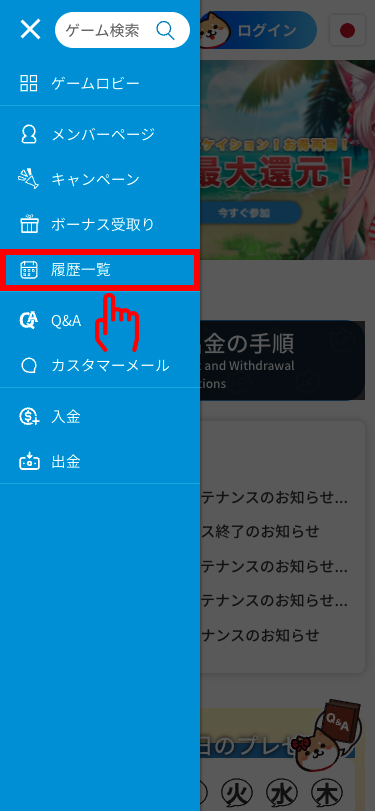 ゲーム検索
ログイン
ゲームロビー
メンバーページ
キャンペーン
ボーナス受取り
履歴一覧
Q&A
カスタマーメール
入金
出金
ケイション!お
最大還元!
今すぐ参加
金の手順
and Withdrawal
tions
テナンスのお知らせ...
ス終了のお知らせ
テナンスのお知らせ...
テナンスのお知らせ...
ナンスのお知らせ
Q&A
日のプレゼ
火 水 木